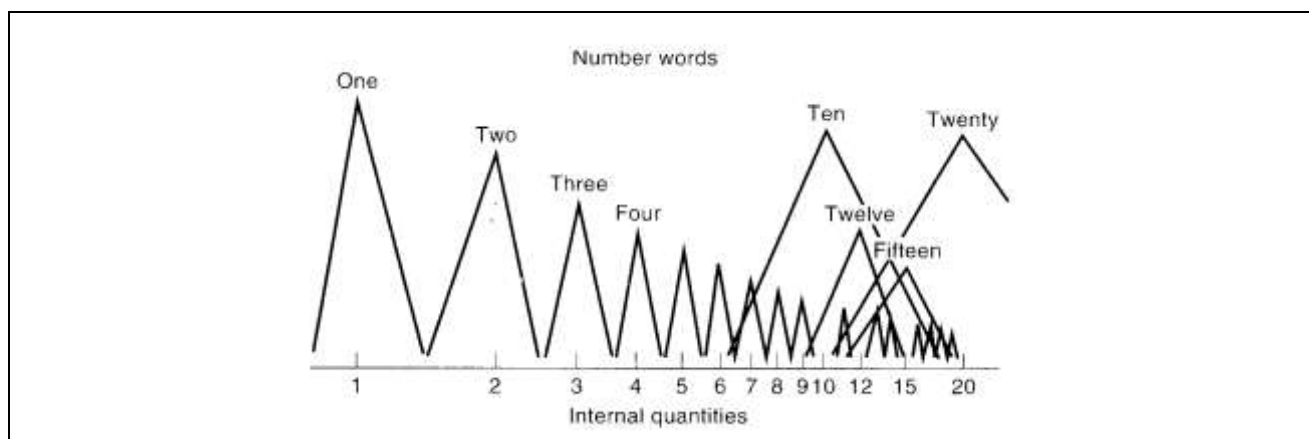 Number words
One
Ten
Twenty
Two
Three
Four
Twelve
Fifteen
1 2 3 4 5 6 7 8 9 10 12 15 20
Internal quantities